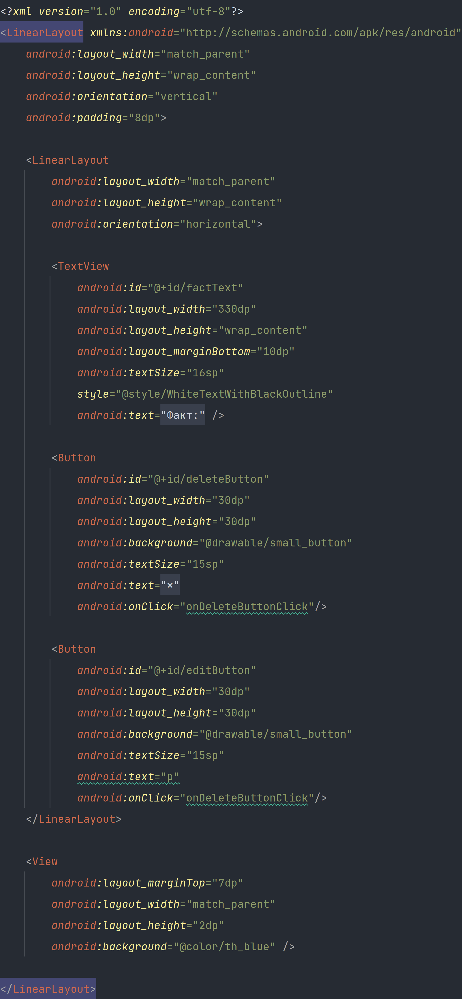 <?xml version="1.0" encoding="utf-8"?>
<LinearLayout xmlns:android="http://schemas.android.com/apk/res/android"
    android:layout_width="match_parent"
    android:layout_height="wrap_content"
    android:orientation="vertical"
    android:padding="8dp">

    <LinearLayout
        android:layout_width="match_parent"
        android:layout_height="wrap_content"
        android:orientation="horizontal">

        <TextView
            android:id="@+id/factText"
            android:layout_width="330dp"
            android:layout_height="wrap_content"
            android:layout_marginBottom="10dp"
            android:textSize="16sp"
            style="@style/WhiteTextWithBlackOutline"
            android:text="Факт:" />

        <Button
            android:id="@+id/deleteButton"
            android:layout_width="30dp"
            android:layout_height="30dp"
            android:background="@drawable/small_button"
            android:textSize="15sp"
            android:text="×"
            android:onClick="onDeleteButtonClick"/>

        <Button
            android:id="@+id/editButton"
            android:layout_width="30dp"
            android:layout_height="30dp"
            android:background="@drawable/small_button"
            android:textSize="15sp"
            android:text="p"
            android:onClick="onDeleteButtonClick"/>
    </LinearLayout>

    <View
        android:layout_marginTop="7dp"
        android:layout_width="match_parent"
        android:layout_height="2dp"
        android:background="@color/th_blue" />

</LinearLayout>